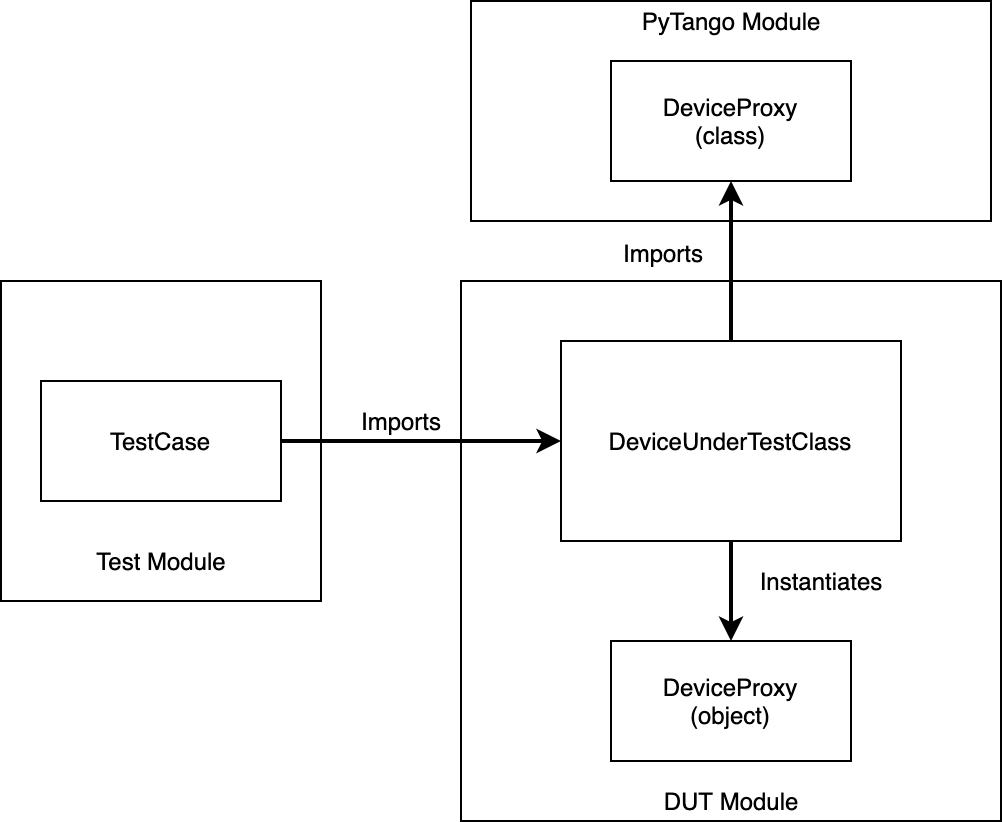 PyTango Module
DeviceProxy
(class)
Imports
Imports
TestCase
DeviceUnderTestClass
Test Module
Instantiates
DeviceProxy
(object)
DUT Module